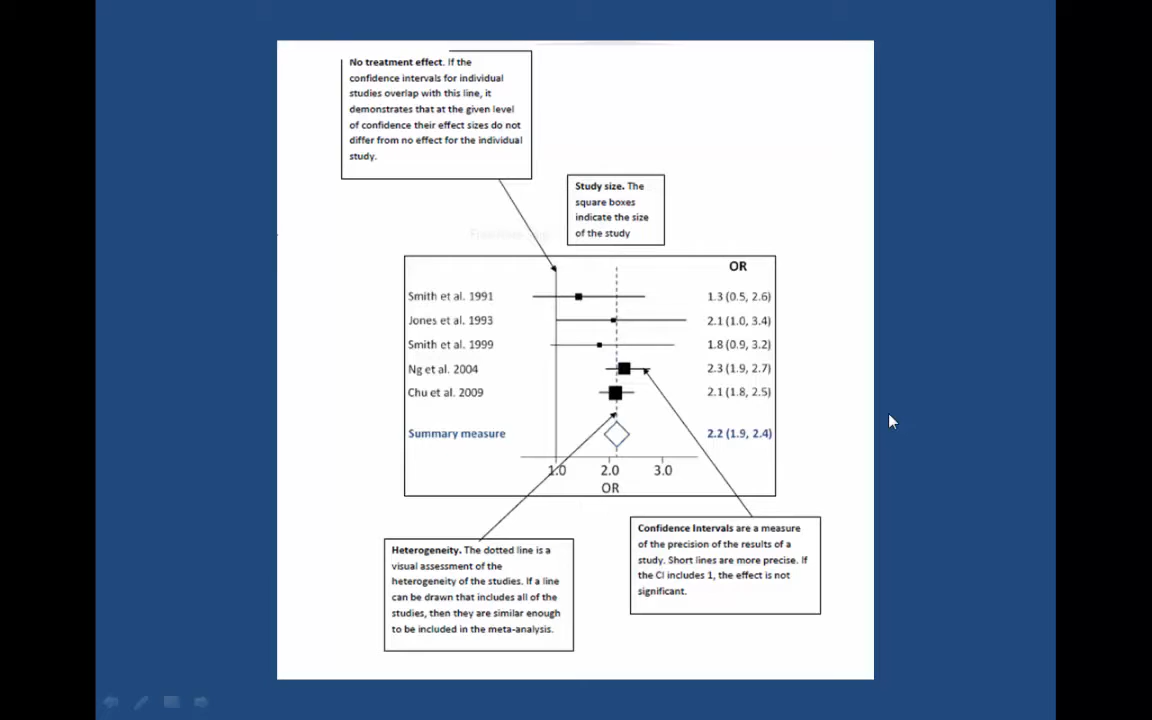 No treatment effect. If the
confidence intervals for individual
studies overlap with this line, it
demonstrates that at the given level
of confidence their effect sizes do not
differ from no effect for the individual
study.
Study size. The
square boxes
indicate the size
of the study
OR
Smith et al. 1991 1.3 (0.5, 2.6)
Jones et al. 1993 2.1 (1.0, 3.4)
Smith et al. 1999 1.8 (0.9, 3.2)
Ng et al. 2004 2.3 (1.9, 2.7)
Chu et al. 2009 2.1 (1.8, 2.5)
Summary measure 2.2 (1.9, 2.4)
1.0 2.0 3.0
OR
Confidence Intervals are a measure
of the precision of the results of a
study. Short lines are more precise. If
the CI includes 1, the effect is not
significant.
Heterogeneity. The dotted line is a
visual assessment of the
heterogeneity of the studies. If a line
can be drawn that includes all of the
studies, then they are similar enough
to be included in the meta-analysis.